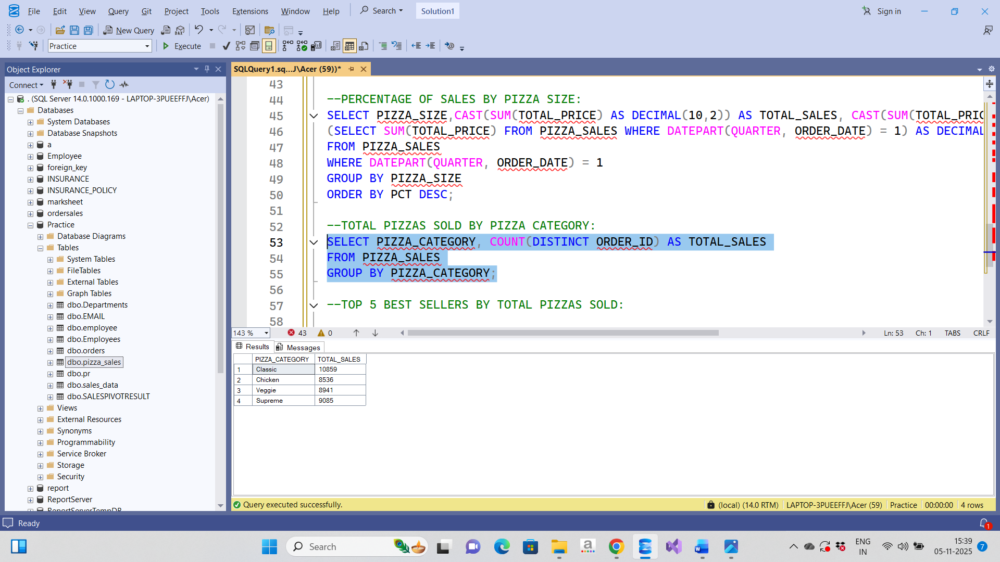 File Edit View Query Git Project Tools Extensions Window Help Search Solution1 Sign in
New Query DAX
Practice Execute
Object Explorer
Connect
. (SQL Server 14.0.1000.169 - LAPTOP-3PUEEFFJ\Acer)
Databases
System Databases
Database Snapshots
a
Employee
foreign_key
INSURANCE
INSURANCE_POLICY
marksheet
ordersales
Practice
Database Diagrams
Tables
System Tables
FileTables
External Tables
Graph Tables
dbo.Departments
dbo.EMAIL
dbo.employee
dbo.Employees
dbo.orders
dbo.pizza_sales
dbo.pr
dbo.sales_data
dbo.SALESPIVOTRESULT
Views
External Resources
Synonyms
Programmability
Service Broker
Storage
Security
report
ReportServer
ReportServerTempDB
SQLQuery1.sq...J\Acer (59))*
43
44 --PERCENTAGE OF SALES BY PIZZA SIZE:
45 SELECT PIZZA_SIZE,CAST(SUM(TOTAL_PRICE) AS DECIMAL(10,2)) AS TOTAL_SALES, CAST(SUM(TOTAL_PRIC
46 (SELECT SUM(TOTAL_PRICE) FROM PIZZA_SALES WHERE DATEPART(QUARTER, ORDER_DATE) = 1) AS DECIMAL
47 FROM PIZZA_SALES
48 WHERE DATEPART(QUARTER, ORDER_DATE) = 1
49 GROUP BY PIZZA_SIZE
50 ORDER BY PCT DESC;
51
52 --TOTAL PIZZAS SOLD BY PIZZA CATEGORY:
53 SELECT PIZZA_CATEGORY, COUNT(DISTINCT ORDER_ID) AS TOTAL_SALES
54 FROM PIZZA_SALES
55 GROUP BY PIZZA_CATEGORY;
56
57 --TOP 5 BEST SELLERS BY TOTAL PIZZAS SOLD:
58
143 % 43 0 Ln: 53 Ch: 1 TABS CRLF
Results Messages
PIZZA_CATEGORY TOTAL_SALES
1 Classic 10859
2 Chicken 8536
3 Veggie 8941
4 Supreme 9085
Query executed successfully. (local) (14.0 RTM) LAPTOP-3PUEEFFJ\Acer (59) Practice 00:00:00 4 rows
Ready 1
Search a W ENG IN 15:39 05-11-2025 7